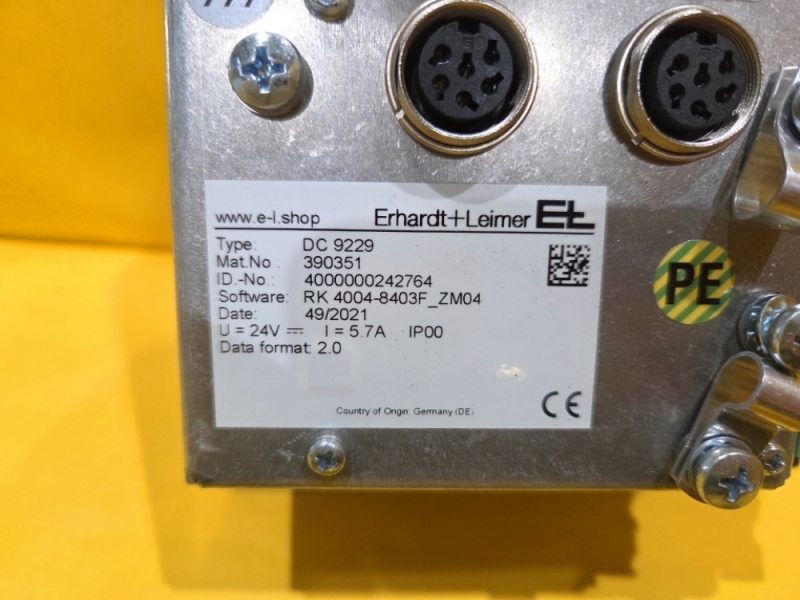 www.e-l.shop Erhardt+Leimer E+L
Type: DC 9229
Mat.No.: 390351
ID.-No.: 4000000242764
Software: RK 4004-8403F_ZM04
Date: 49/2021
U = 24V ⎓ I = 5.7A IP00
Data format: 2.0
Country of Origin: Germany (DE)
CE
PE